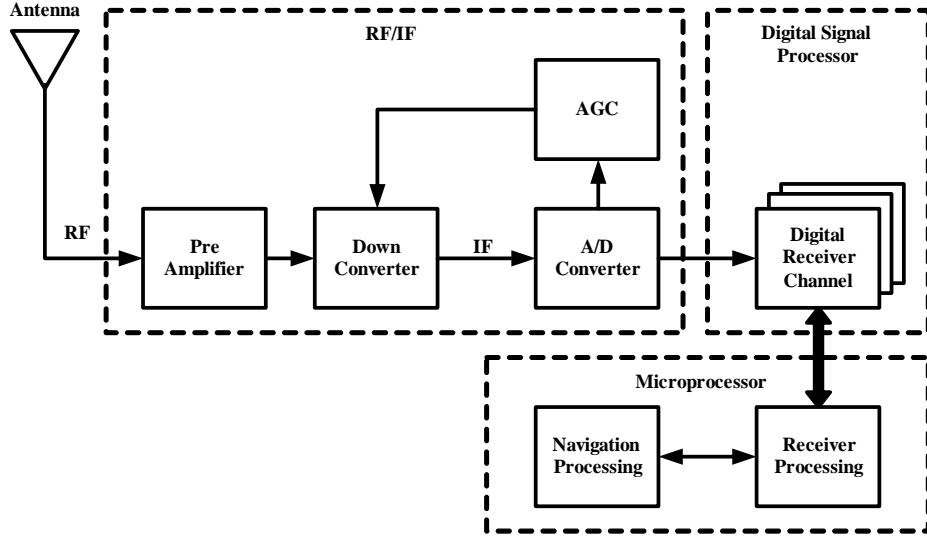 Antenna
RF/IF
Digital Signal
Processor
AGC
RF
Pre
Amplifier
Down
Converter
IF
A/D
Converter
Digital
Receiver
Channel
Microprocessor
Navigation
Processing
Receiver
Processing